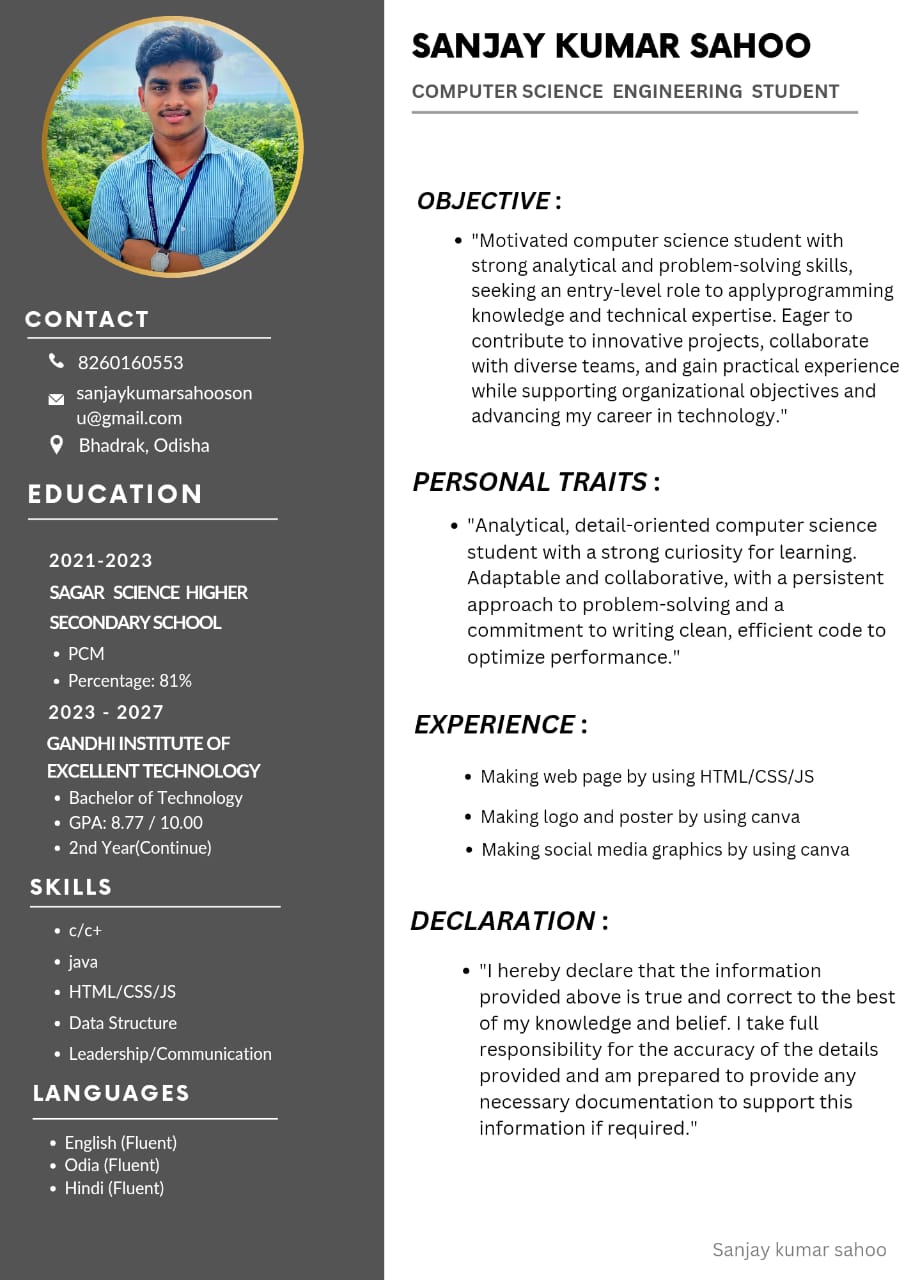 SANJAY KUMAR SAHOO
COMPUTER SCIENCE ENGINEERING STUDENT
CONTACT
8260160553
sanjaykumarsahooson
u@gmail.com
Bhadrak, Odisha
EDUCATION
2021-2023
SAGAR SCIENCE HIGHER
SECONDARY SCHOOL
• PCM
• Percentage: 81%
2023 - 2027
GANDHI INSTITUTE OF
EXCELLENT TECHNOLOGY
• Bachelor of Technology
• GPA: 8.77 / 10.00
• 2nd Year(Continue)
SKILLS
• c/c+
• java
• HTML/CSS/JS
• Data Structure
• Leadership/Communication
LANGUAGES
• English (Fluent)
• Odia (Fluent)
• Hindi (Fluent)
OBJECTIVE :
• "Motivated computer science student with
strong analytical and problem-solving skills,
seeking an entry-level role to applyprogramming
knowledge and technical expertise. Eager to
contribute to innovative projects, collaborate
with diverse teams, and gain practical experience
while supporting organizational objectives and
advancing my career in technology."
PERSONAL TRAITS :
• "Analytical, detail-oriented computer science
student with a strong curiosity for learning.
Adaptable and collaborative, with a persistent
approach to problem-solving and a
commitment to writing clean, efficient code to
optimize performance."
EXPERIENCE :
• Making web page by using HTML/CSS/JS
• Making logo and poster by using canva
• Making social media graphics by using canva
DECLARATION :
• "I hereby declare that the information
provided above is true and correct to the best
of my knowledge and belief. I take full
responsibility for the accuracy of the details
provided and am prepared to provide any
necessary documentation to support this
information if required."
Sanjay kumar sahoo